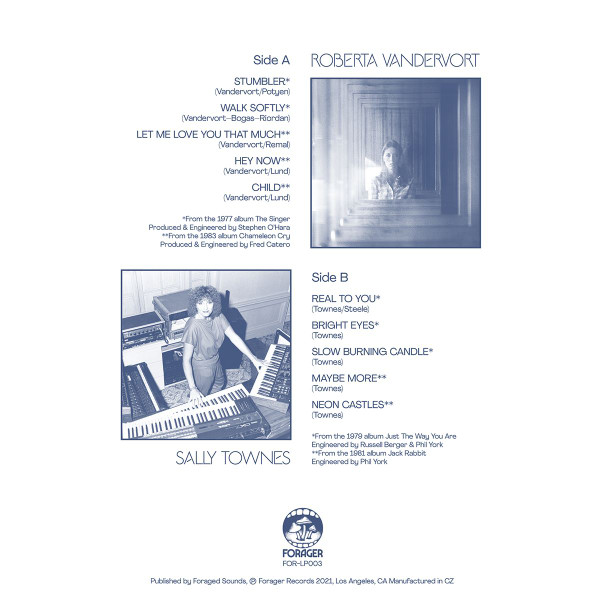 Side A
STUMBLER*
(Vandervort/Potyen)
WALK SOFTLY*
(Vandervort–Bogas–Riordan)
LET ME LOVE YOU THAT MUCH**
(Vandervort/Remal)
HEY NOW**
(Vandervort/Lund)
CHILD**
(Vandervort/Lund)
*From the 1977 album The Singer
Produced & Engineered by Stephen O'Hara
**From the 1983 album Chameleon Cry
Produced & Engineered by Fred Catero
ROBERTA VANDERVORT
SALLY TOWNES
Side B
REAL TO YOU*
(Townes/Steele)
BRIGHT EYES*
(Townes)
SLOW BURNING CANDLE*
(Townes)
MAYBE MORE**
(Townes)
NEON CASTLES**
(Townes)
*From the 1979 album Just The Way You Are
Engineered by Russell Berger & Phil York
**From the 1981 album Jack Rabbit
Engineered by Phil York
FORAGER
FOR-LP003
Published by Foraged Sounds, ℗ Forager Records 2021, Los Angeles, CA Manufactured in CZ